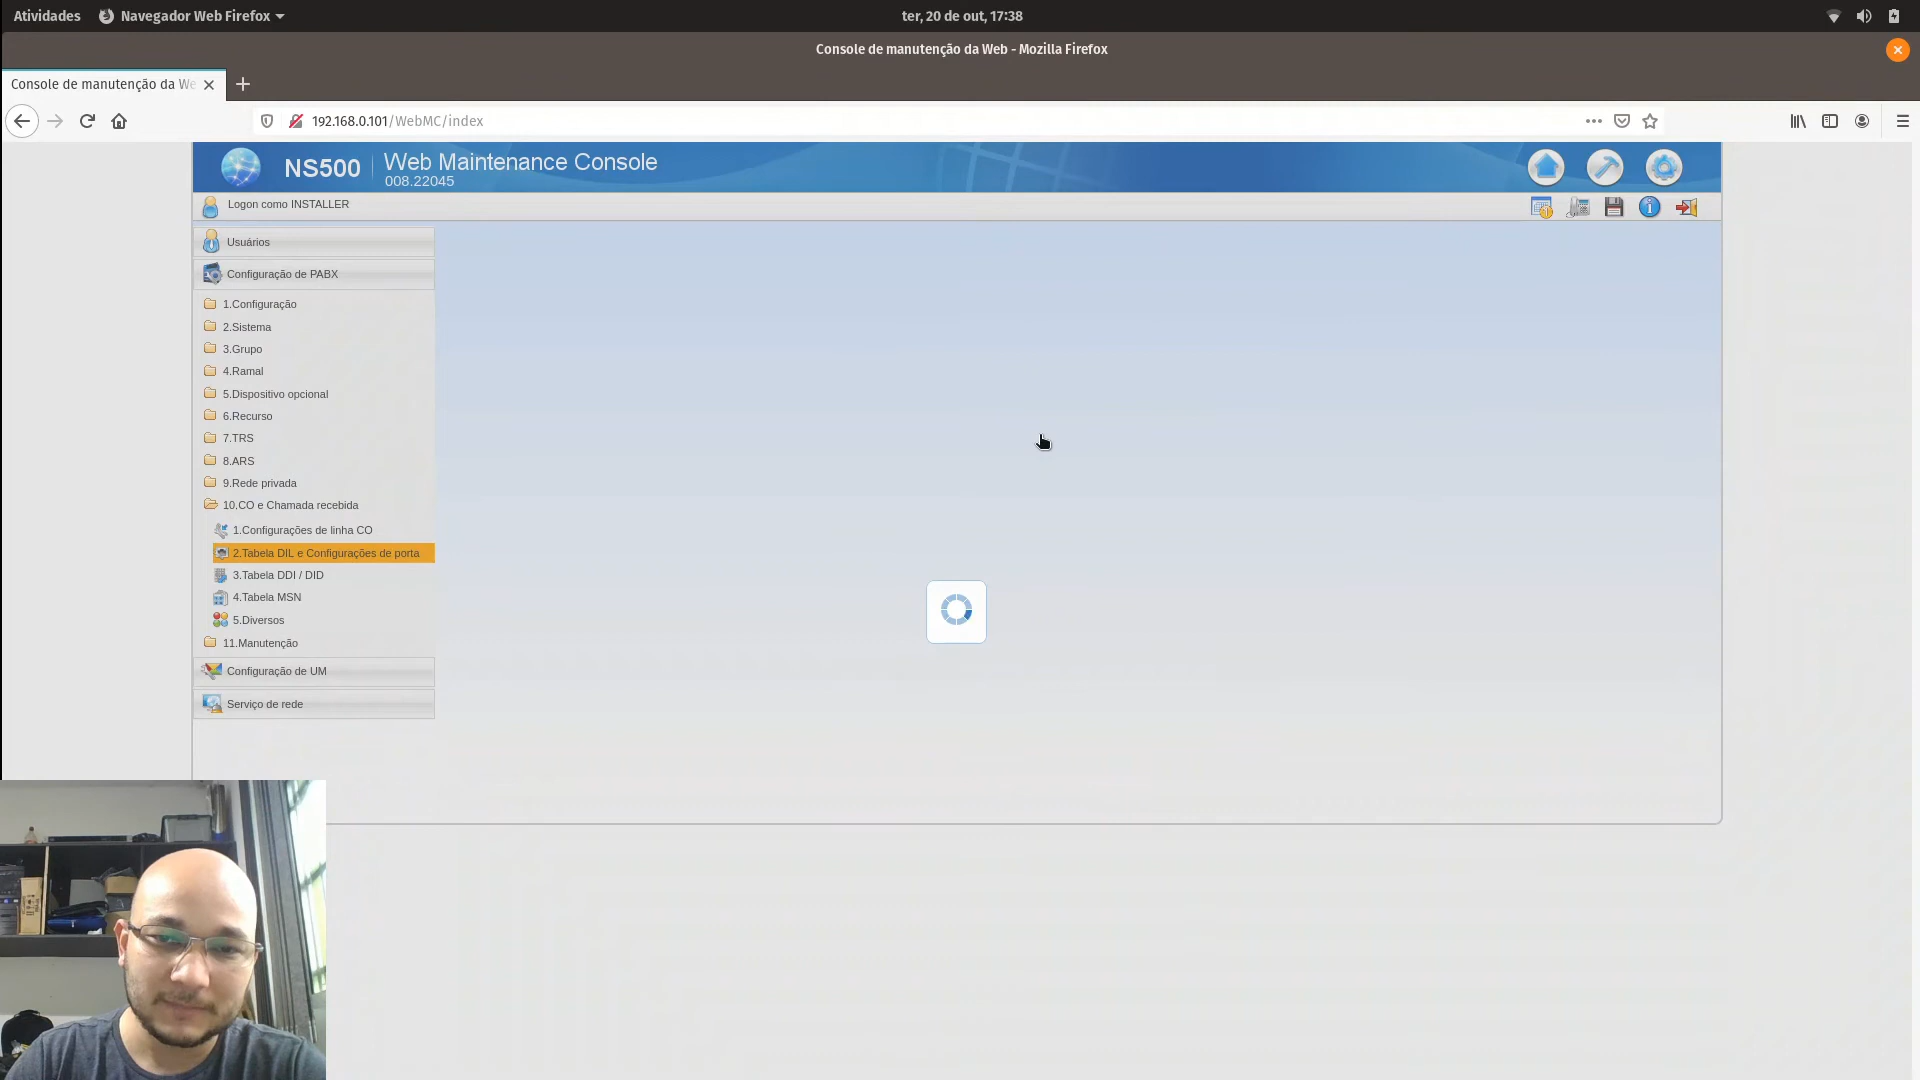 Atividades
Navegador Web Firefox
ter, 20 de out, 17:38
Console de manutenção da Web - Mozilla Firefox
Console de manutenção da We
192.168.0.101/WebMC/index
NS500
Web Maintenance Console
008.22045
Logon como INSTALLER
Usuários
Configuração de PABX
1.Configuração
2.Sistema
3.Grupo
4.Ramal
5.Dispositivo opcional
6.Recurso
7.TRS
8.ARS
9.Rede privada
10.CO e Chamada recebida
1.Configurações de linha CO
2.Tabela DIL e Configurações de porta
3.Tabela DDI / DID
4.Tabela MSN
5.Diversos
11.Manutenção
Configuração de UM
Serviço de rede